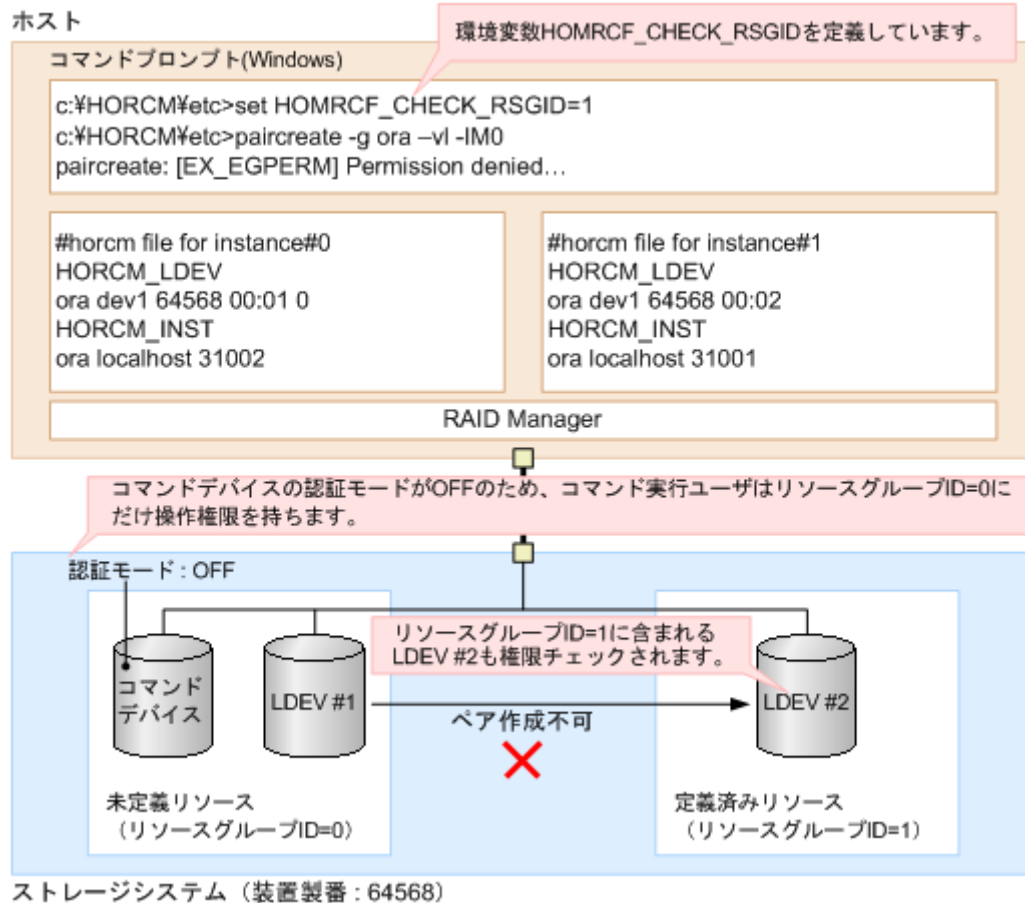 ホスト
環境変数HOMRCF_CHECK_RSGIDを定義しています。
コマンドプロンプト(Windows)
c:¥HORCM¥etc>set HOMRCF_CHECK_RSGID=1
c:¥HORCM¥etc>paircreate -g ora –vl -IM0
paircreate: [EX_EGPERM] Permission denied…
#horcm file for instance#0
HORCM_LDEV
ora dev1 64568 00:01 0
HORCM_INST
ora localhost 31002
#horcm file for instance#1
HORCM_LDEV
ora dev1 64568 00:02
HORCM_INST
ora localhost 31001
RAID Manager
コマンドデバイスの認証モードがOFFのため、コマンド実行ユーザはリソースグループID=0に
だけ操作権限を持ちます。
認証モード : OFF
リソースグループID=1に含まれる
LDEV #2も権限チェックされます。
コマンド
デバイス
LDEV #1
LDEV #2
ペア作成不可
未定義リソース
（リソースグループID=0）
定義済みリソース
（リソースグループID=1）
ストレージシステム（装置製番 : 64568）